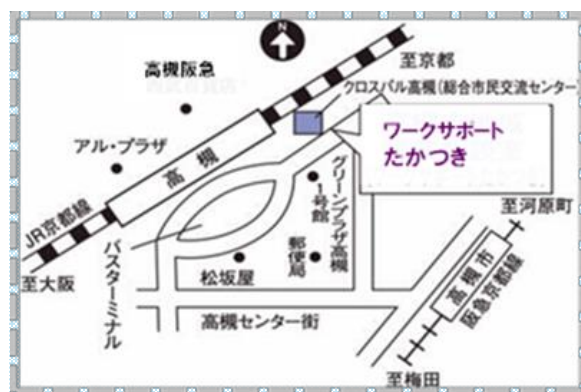 N
至京都
高槻阪急
クロスパル高槻(総合市民交流センター)
ワークサポート
たかつき
アル・プラザ
高槻
グリーンプラザ高槻
1号館
JR京都線
至河原町
バスターミナル
郵便局
至大阪
松坂屋
高槻市
阪急京都線
高槻センター街
至梅田